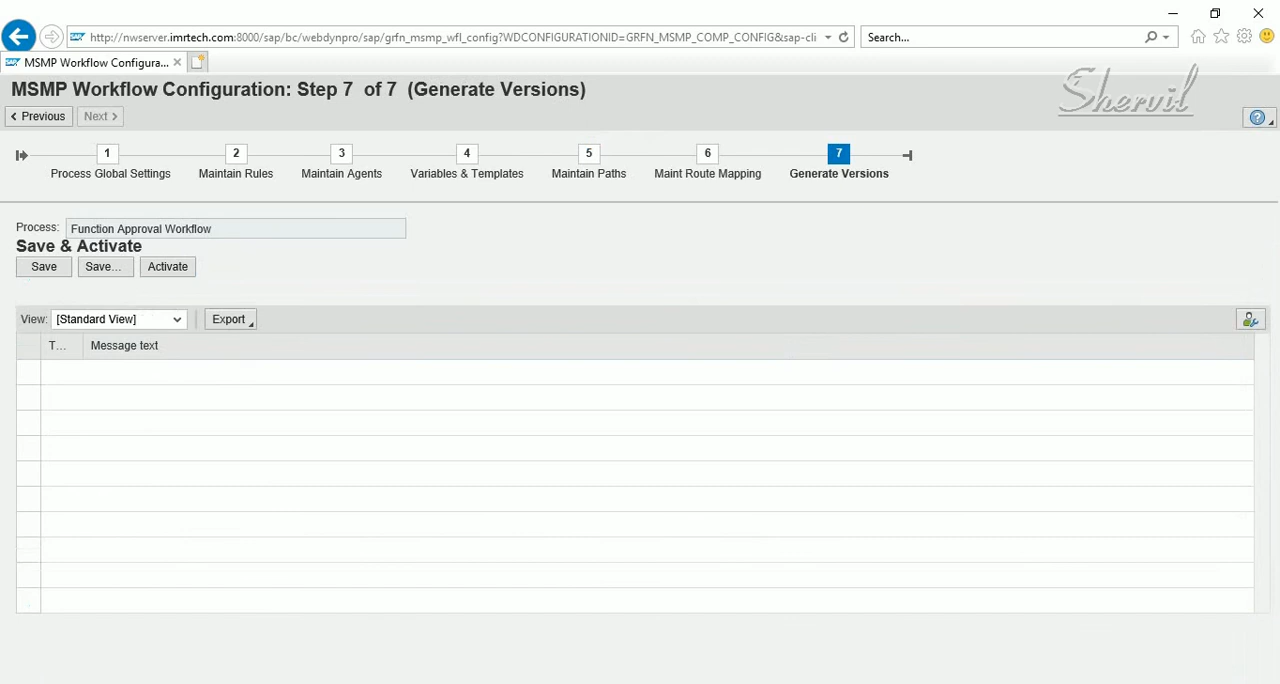 http://nwserver.imrtech.com:8000/sap/bc/webdynpro/sap/grfn_msmp_wfl_config?WDCONFIGURATIONID=GRFN_MSMP_COMP_CONFIG&sap-cli
Search...
SAP MSMP Workflow Configura...
MSMP Workflow Configuration: Step 7 of 7 (Generate Versions)
Shervil
Previous Next
1 2 3 4 5 6 7
Process Global Settings Maintain Rules Maintain Agents Variables & Templates Maintain Paths Maint Route Mapping Generate Versions
Process: Function Approval Workflow
Save & Activate
Save Save... Activate
View: [Standard View] Export
T... Message text